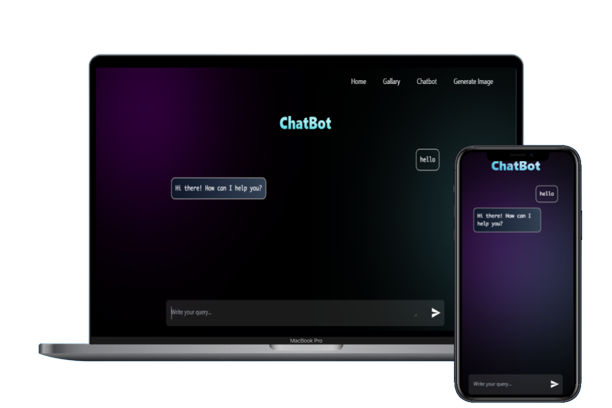 Home Gallary Chatbot Generate Image
ChatBot
hello
Hi there! How can I help you?
Write your query...
MacBook Pro
ChatBot
hello
Hi there! How can I
help you?
Write your query...